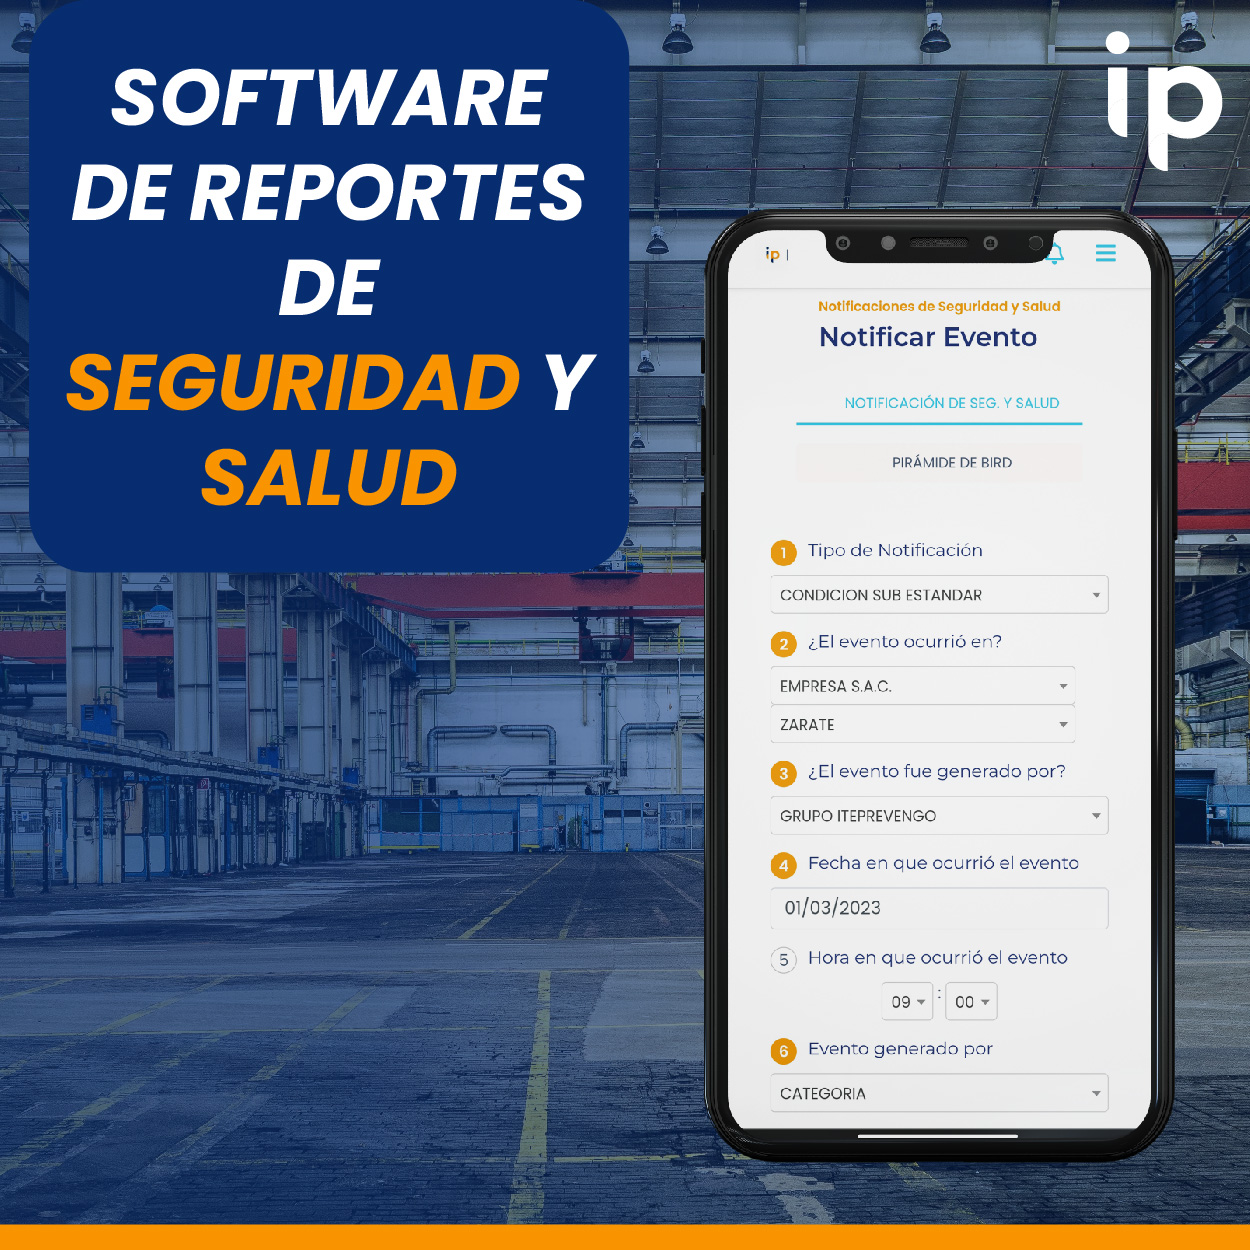 SOFTWARE
DE REPORTES
DE
SEGURIDAD Y
SALUD
ip
ip |
Notificaciones de Seguridad y Salud
Notificar Evento
NOTIFICACIÓN DE SEG. Y SALUD
PIRÁMIDE DE BIRD
1 Tipo de Notificación
CONDICION SUB ESTANDAR
2 ¿El evento ocurrió en?
EMPRESA S.A.C.
ZARATE
3 ¿El evento fue generado por?
GRUPO ITEPREVENGO
4 Fecha en que ocurrió el evento
01/03/2023
5 Hora en que ocurrió el evento
09 : 00
6 Evento generado por
CATEGORIA